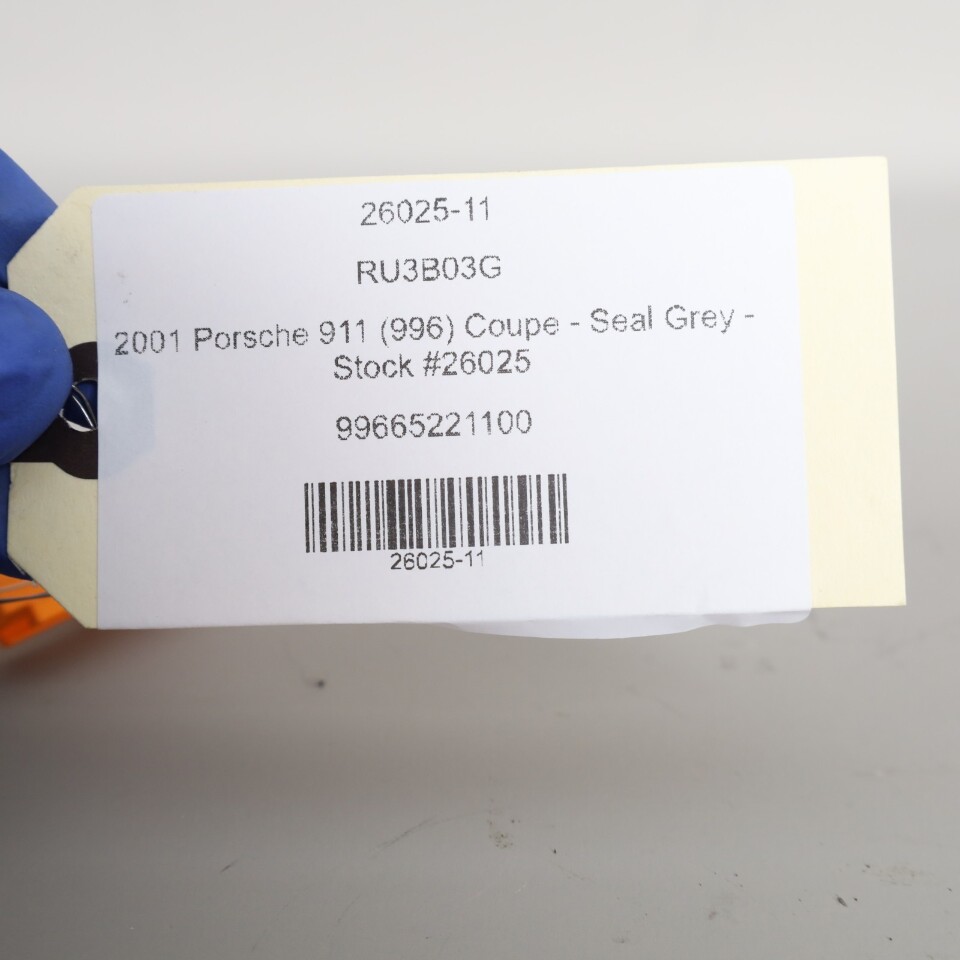 26025-11
RU3B03G
2001 Porsche 911 (996) Coupe - Seal Grey -
Stock #26025
99665221100
26025-11